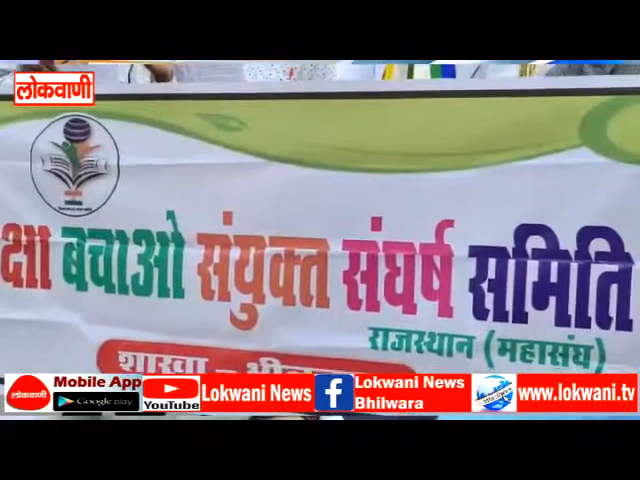 लोकवाणी
क्षा बचाओ संयुक्त संघर्ष समिति
राजस्थान (महासंघ)
शाखा -
लोकवाणी
Mobile App
Google play
YouTube
Lokwani News
Lokwani News
Bhilwara
www.lokwani.tv